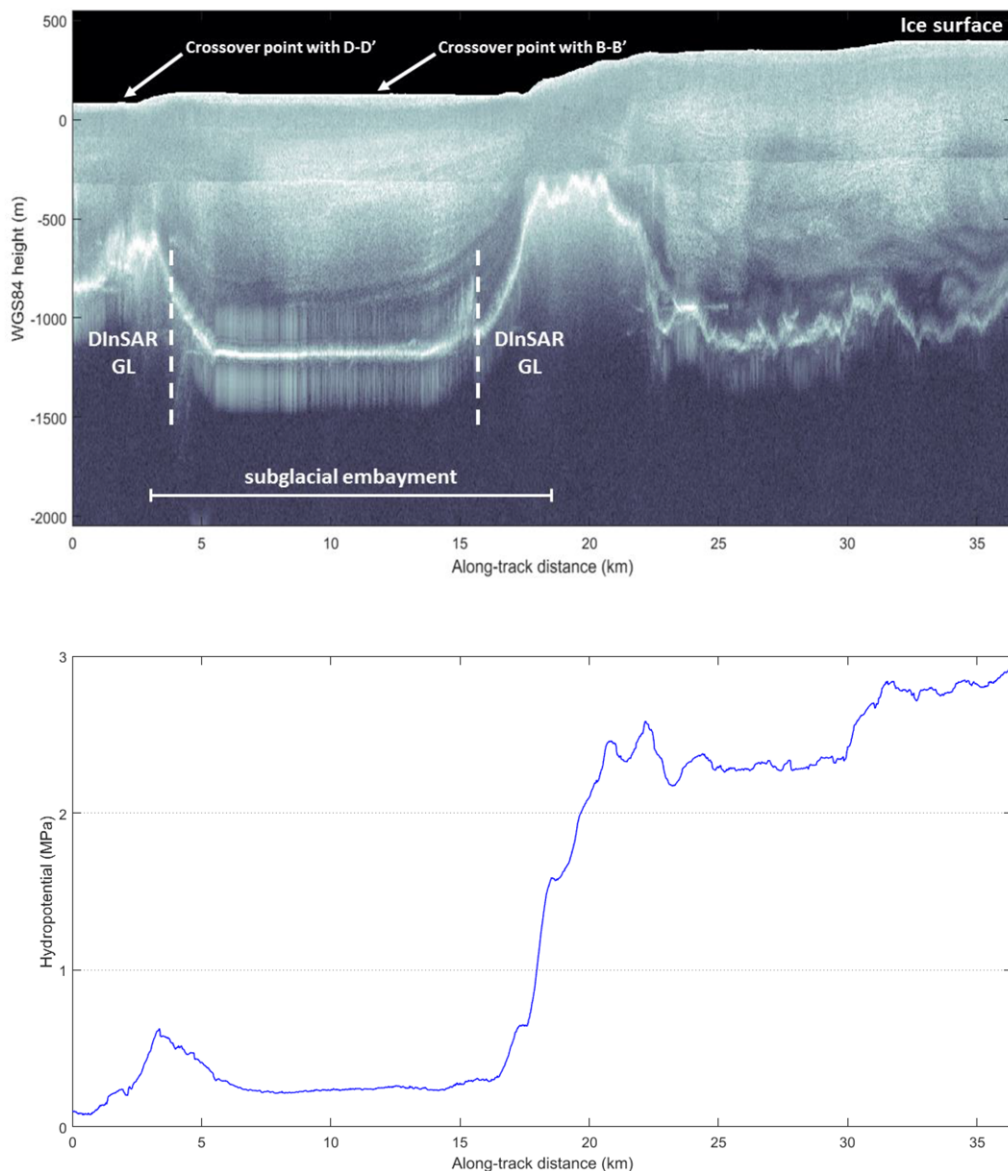 500
Ice surface
Crossover point with D-D’
Crossover point with B-B’
0
-500
WGS84 height (m)
-1000
DInSAR
GL
DInSAR
GL
-1500
subglacial embayment
-2000
0 5 10 15 20 25 30 35
Along-track distance (km)
3
2
Hydropotential (MPa)
1
0
0 5 10 15 20 25 30 35
Along-track distance (km)